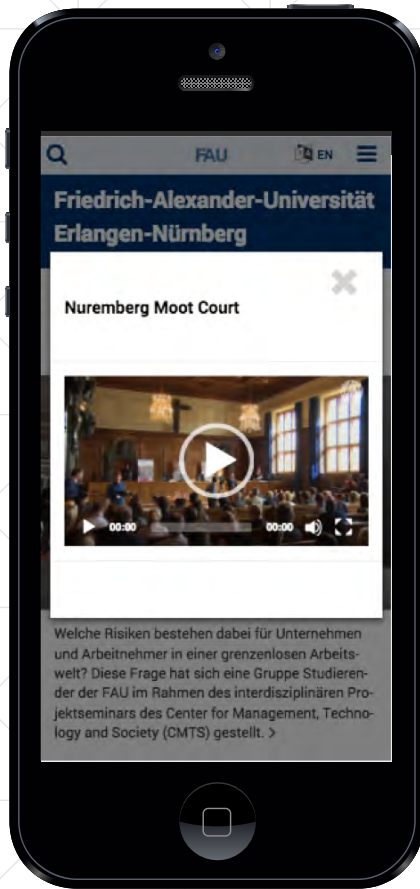 FAU
EN
Friedrich-Alexander-Universität
Erlangen-Nürnberg
Nuremberg Moot Court
00:00 00:00
Welche Risiken bestehen dabei für Unternehmen
und Arbeitnehmer in einer grenzenlosen Arbeits-
welt? Diese Frage hat sich eine Gruppe Studieren-
der der FAU im Rahmen des interdisziplinären Pro-
jektseminars des Center for Management, Techno-
logy and Society (CMTS) gestellt. >